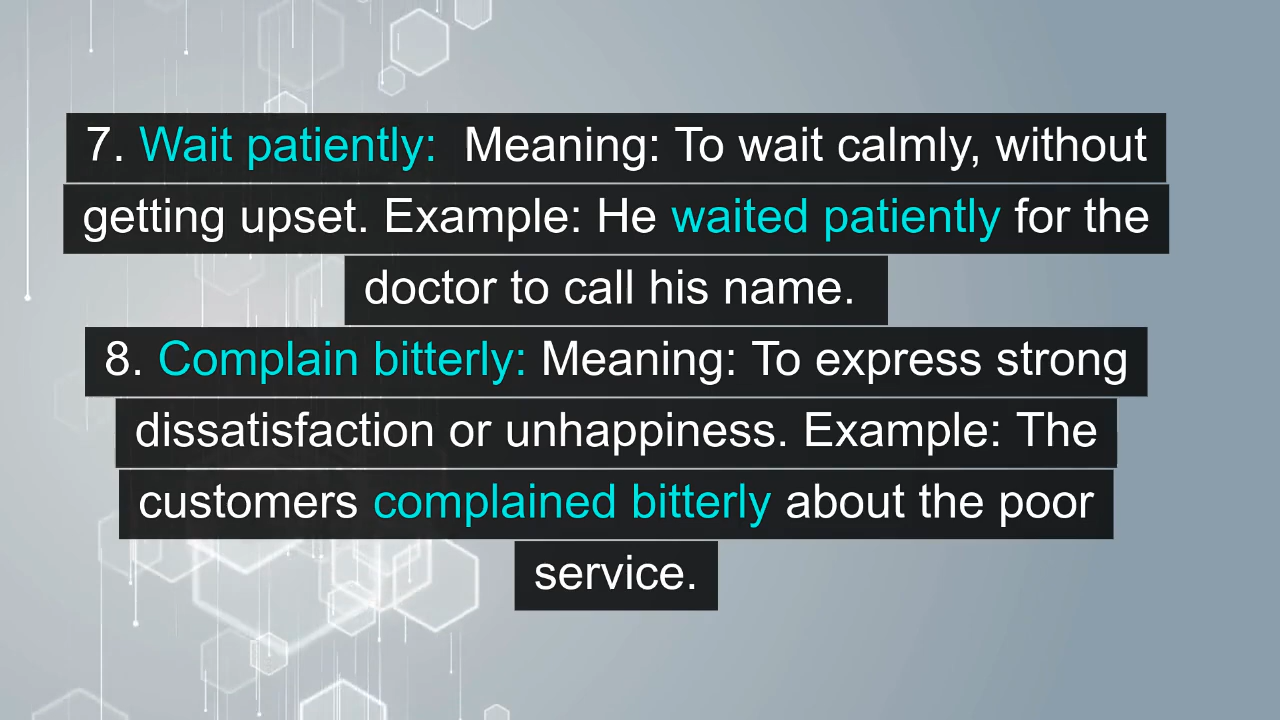 7. Wait patiently:  Meaning: To wait calmly, without
getting upset. Example: He waited patiently for the
doctor to call his name.
8. Complain bitterly: Meaning: To express strong
dissatisfaction or unhappiness. Example: The
customers complained bitterly about the poor
service.